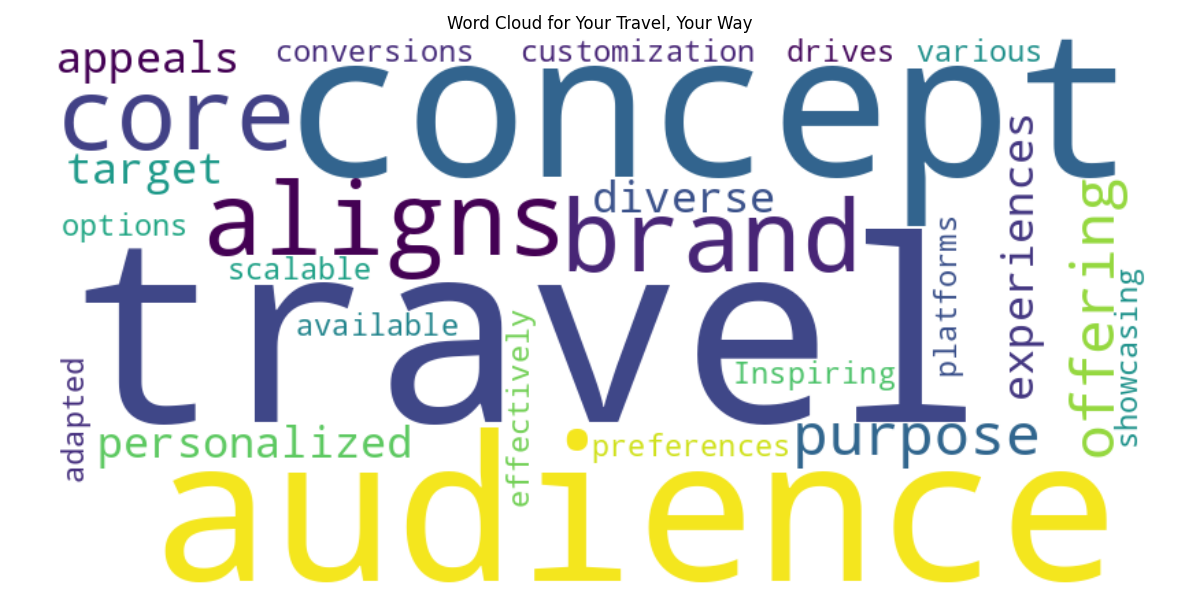 Word Cloud for Your Travel, Your Way
appeals
conversions
customization
drives
various
core
concept
target
aligns
diverse
brand
experiences
offering
options
scalable
platforms
showcasing
travel
available
effectively
Inspiring
adapted
personalized
preferences
purpose
audience